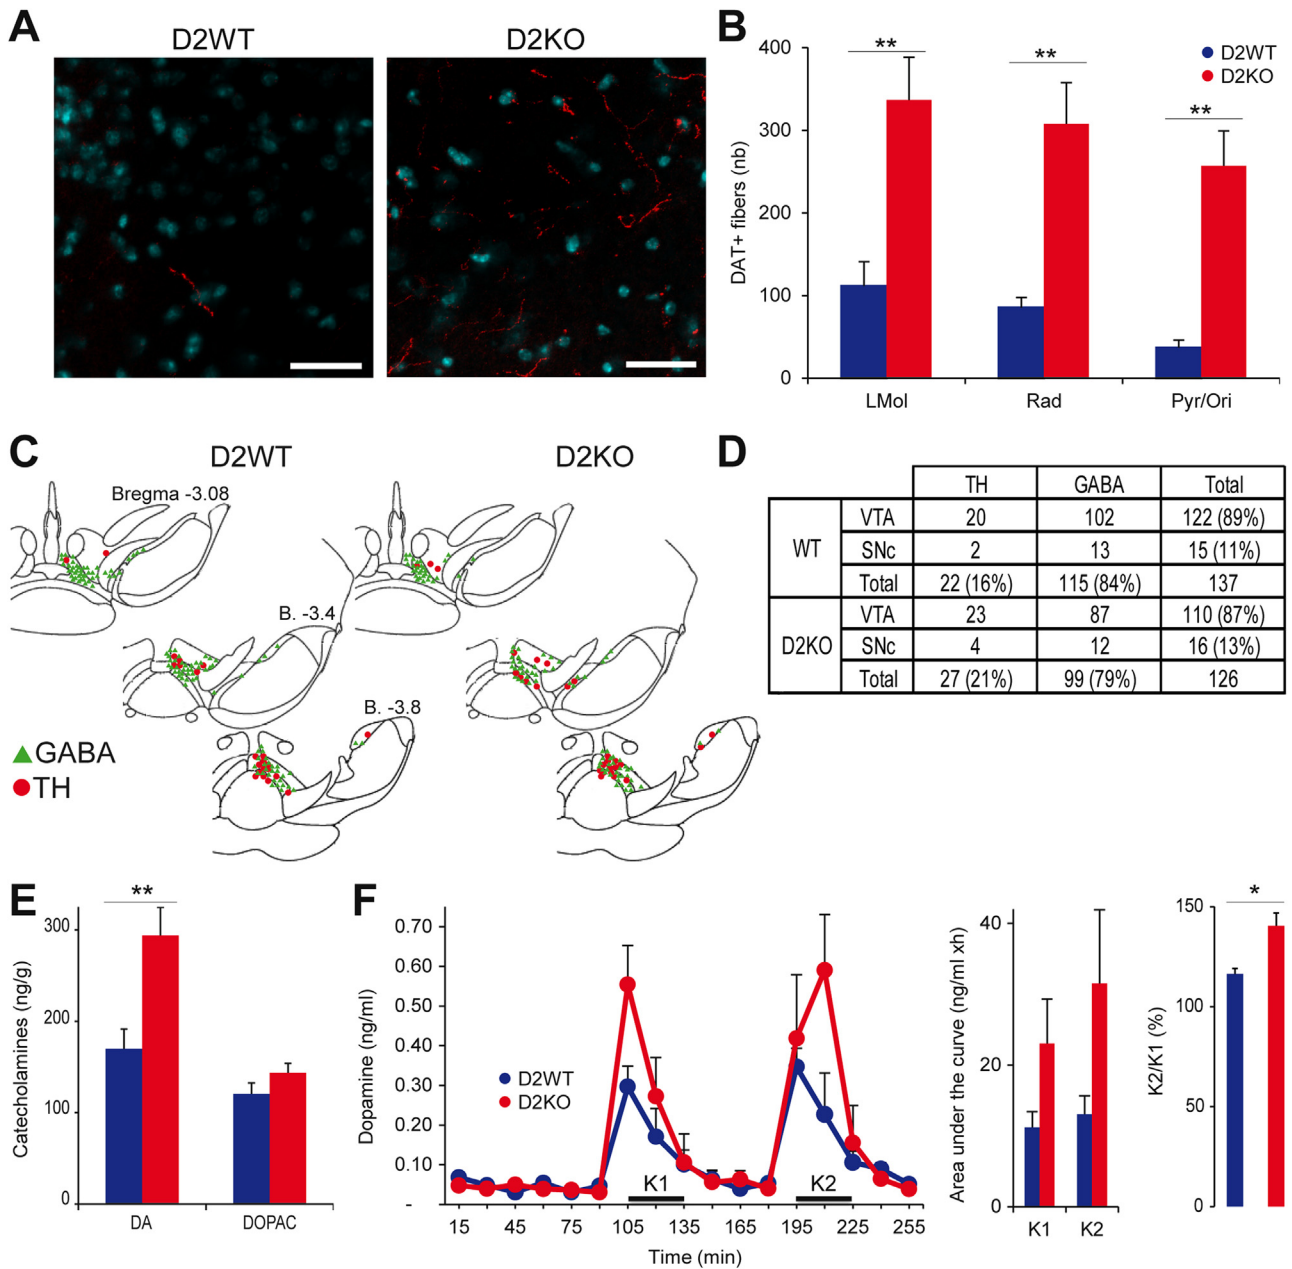 A
D2WT
D2KO
B
DAT+ fibers (nb)
400
300
200
100
0
**
**
**
D2WT
D2KO
LMol
Rad
Pyr/Ori
C
D2WT
D2KO
Bregma -3.08
B. -3.4
B. -3.8
GABA
TH
D
TH GABA Total
WT VTA 20 102 122 (89%)
SNc 2 13 15 (11%)
Total 22 (16%) 115 (84%) 137
D2KO VTA 23 87 110 (87%)
SNc 4 12 16 (13%)
Total 27 (21%) 99 (79%) 126
E
Catecholamines (ng/g)
300
200
100
0
**
DA
DOPAC
F
Dopamine (ng/ml)
0.70
0.60
0.50
0.40
0.30
0.20
0.10
-
D2WT
D2KO
K1
K2
15 45 75 105 135 165 195 225 255
Time (min)
Area under the curve (ng/ml xh)
40
20
0
K1 K2
K2/K1 (%)
150
100
50
0
*